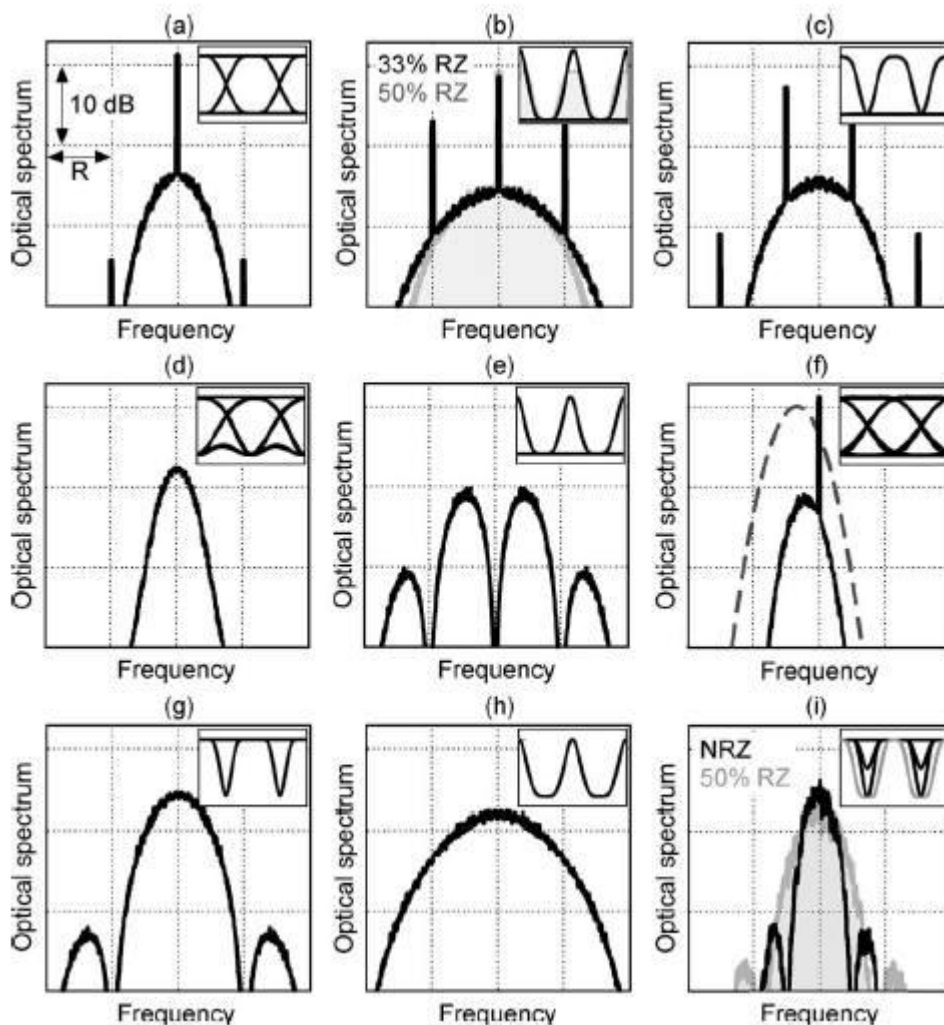 (a) (b) (c)
Optical spectrum 10 dB R Optical spectrum 33% RZ 50% RZ Optical spectrum
Frequency Frequency Frequency
(d) (e) (f)
Optical spectrum Optical spectrum Optical spectrum
Frequency Frequency Frequency
(g) (h) (i)
Optical spectrum Optical spectrum Optical spectrum NRZ 50% RZ
Frequency Frequency Frequency